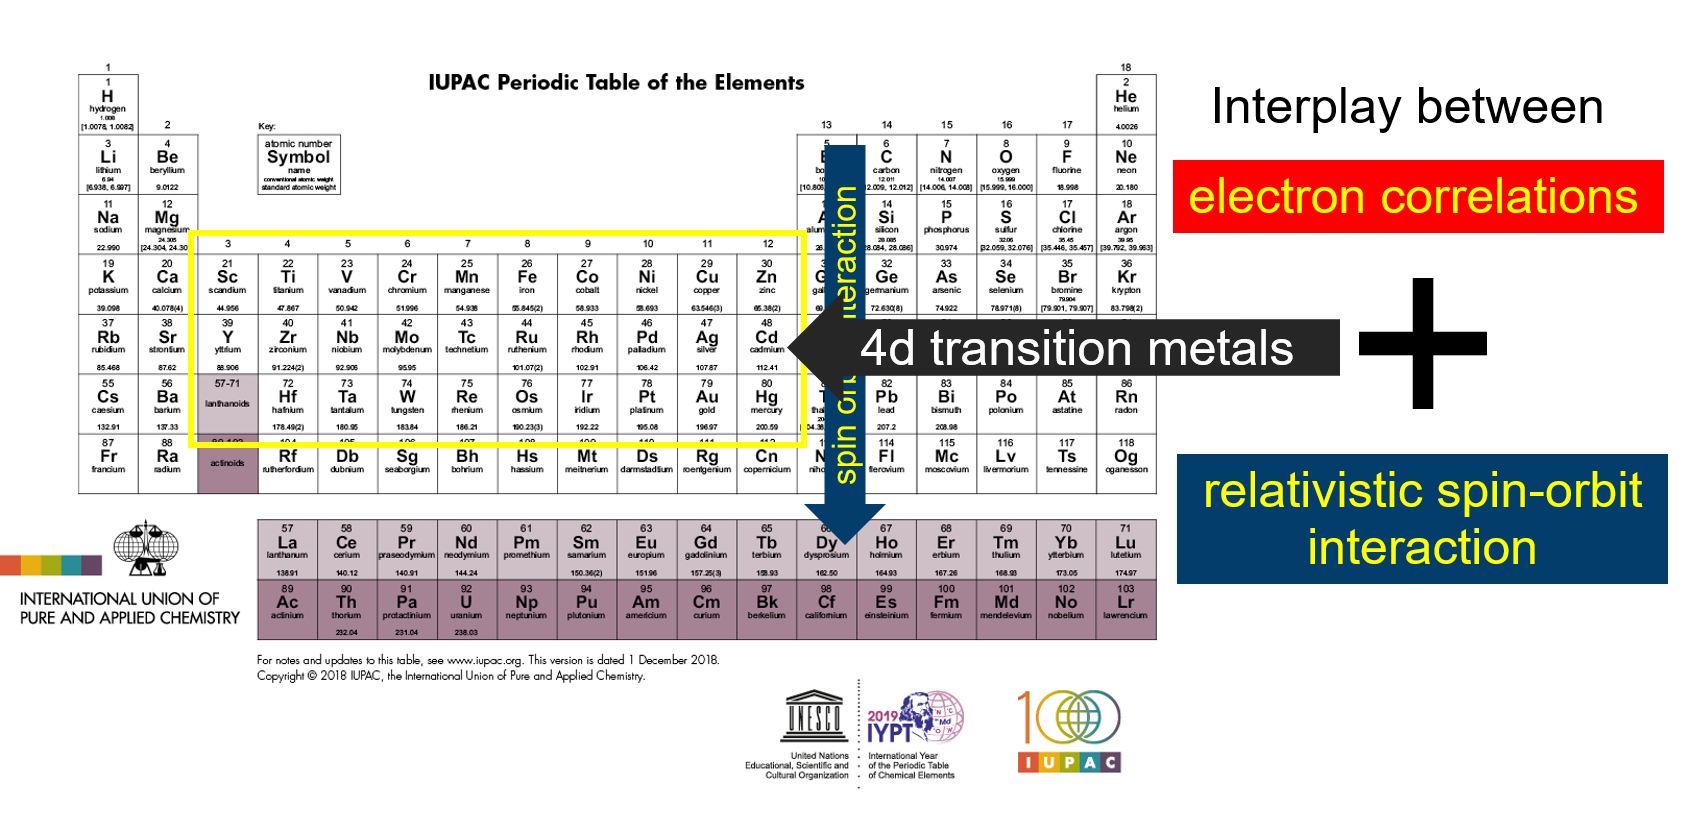 IUPAC Periodic Table of the Elements
Interplay between
electron correlations
+
relativistic spin-orbit
interaction
4d transition metals
Key:
atomic number
Symbol
name
conventional atomic weight
standard atomic weight
1 2 13 14 15 16 17 18
1 H hydrogen 1.008 [1.0078, 1.0082]
2 He helium 4.0026
3 Li lithium 6.94 [6.938, 6.997]
4 Be beryllium 9.0122
6 C carbon 12.011
7 N nitrogen 14.007 [14.006, 14.008]
8 O oxygen 15.999 [15.999, 16.000]
9 F fluorine 18.998
10 Ne neon 20.180
11 Na sodium 22.990
12 Mg magnesium 24.305
14 Si silicon 28.085
15 P phosphorus 30.974
16 S sulfur 32.06 [32.059, 32.076]
17 Cl chlorine 35.45 [35.446, 35.457]
18 Ar argon 39.95 [39.792, 39.963]
3 4 5 6 7 8 9 10 11 12
19 K potassium 39.098
20 Ca calcium 40.078(4)
21 Sc scandium 44.956
22 Ti titanium 47.867
23 V vanadium 50.942
24 Cr chromium 51.996
25 Mn manganese 54.938
26 Fe iron 55.845(2)
27 Co cobalt 58.933
28 Ni nickel 58.693
29 Cu copper 63.546(3)
30 Zn zinc 65.38(2)
32 Ge germanium 72.630(8)
33 As arsenic 74.922
34 Se selenium 78.971(8)
35 Br bromine 79.904 [79.901, 79.907]
36 Kr krypton 83.798(2)
37 Rb rubidium 85.468
38 Sr strontium 87.62
39 Y yttrium 88.906
40 Zr zirconium 91.224(2)
41 Nb niobium 92.906
42 Mo molybdenum 95.95
43 Tc technetium
44 Ru ruthenium 101.07(2)
45 Rh rhodium 102.91
46 Pd palladium 106.42
47 Ag silver 107.87
48 Cd cadmium 112.41
55 Cs caesium 132.91
56 Ba barium 137.33
57-71 lanthanoids
72 Hf hafnium 178.49(2)
73 Ta tantalum 180.95
74 W tungsten 183.84
75 Re rhenium 186.21
76 Os osmium 190.23(3)
77 Ir iridium 192.22
78 Pt platinum 195.08
79 Au gold 196.97
80 Hg mercury 200.59
82 Pb lead 207.2
83 Bi bismuth 208.98
84 Po polonium
85 At astatine
86 Rn radon
87 Fr francium
88 Ra radium
89-103 actinoids
104 Rf rutherfordium
105 Db dubnium
106 Sg seaborgium
107 Bh bohrium
108 Hs hassium
109 Mt meitnerium
110 Ds darmstadtium
111 Rg roentgenium
112 Cn copernicium
114 Fl flerovium
115 Mc moscovium
116 Lv livermorium
117 Ts tennessine
118 Og oganesson
57 La lanthanum 138.91
58 Ce cerium 140.12
59 Pr praseodymium 140.91
60 Nd neodymium 144.24
61 Pm promethium
62 Sm samarium 150.36(2)
63 Eu europium 151.96
64 Gd gadolinium 157.25(3)
65 Tb terbium 158.93
66 Dy dysprosium 162.50
67 Ho holmium 164.93
68 Er erbium 167.26
69 Tm thulium 168.93
70 Yb ytterbium 173.05
71 Lu lutetium 174.97
89 Ac actinium
90 Th thorium 232.04
91 Pa protactinium 231.04
92 U uranium 238.03
93 Np neptunium
94 Pu plutonium
95 Am americium
96 Cm curium
97 Bk berkelium
98 Cf californium
99 Es einsteinium
100 Fm fermium
101 Md mendelevium
102 No nobelium
103 Lr lawrencium
INTERNATIONAL UNION OF
PURE AND APPLIED CHEMISTRY
For notes and updates to this table, see www.iupac.org. This version is dated 1 December 2018.
Copyright © 2018 IUPAC, the International Union of Pure and Applied Chemistry.
UNESCO
United Nations
Educational, Scientific and
Cultural Organization
2019
IYPT
International Year
of the Periodic Table
of Chemical Elements
100
IUPAC